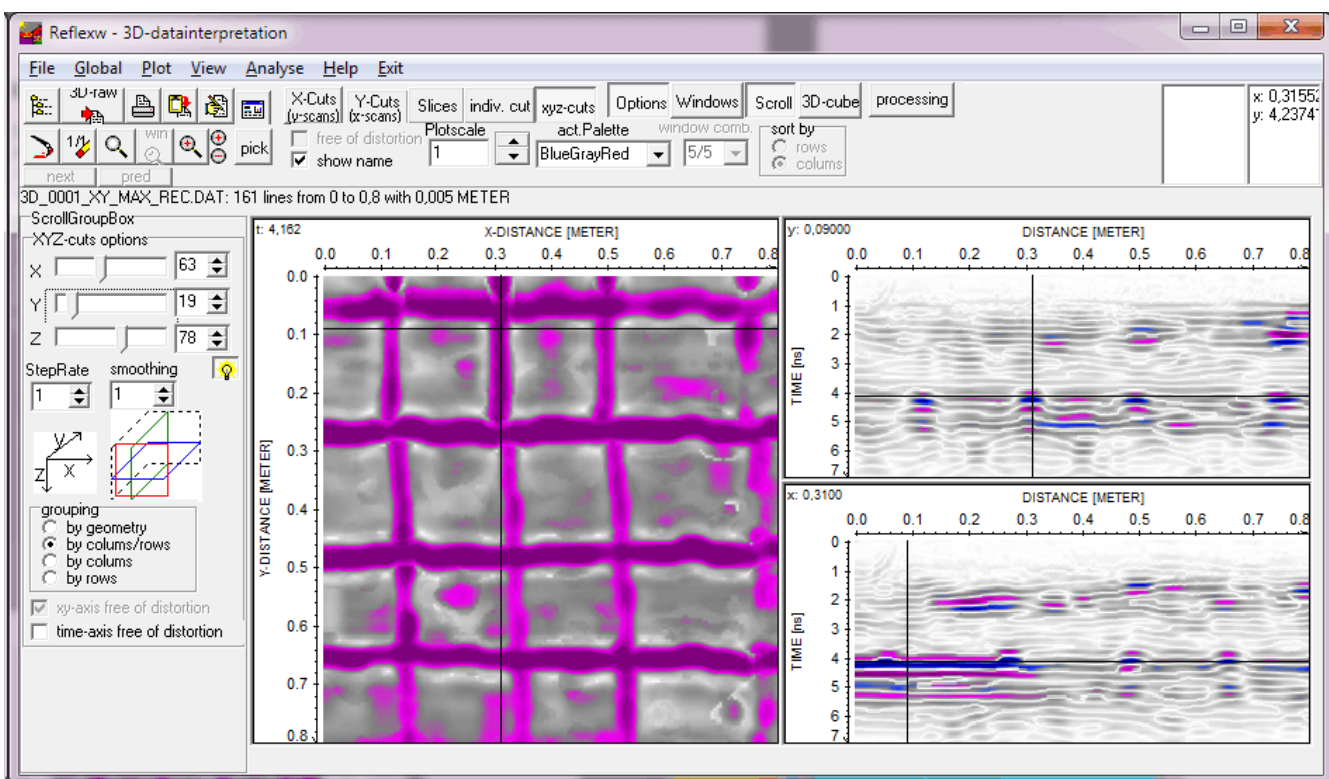 Reflexw - 3D-datainterpretation
File Global Plot View Analyse Help Exit
3D-raw
X-Cuts (y-scans) Y-Cuts (x-scans) Slices indiv. cut xyz-cuts Options Windows Scroll 3D-cube processing
x: 0,3155
y: 4,2374
1/1 win pick
free of distortion
show name
Plotscale
1
act.Palette
BlueGrayRed
window comb.
5/5
sort by
rows
colums
next pred
3D_0001_XY_MAX_REC.DAT: 161 lines from 0 to 0,8 with 0,005 METER
ScrollGroupBox
XYZ-cuts options
X 63
Y 19
Z 78
StepRate smoothing
1 1
y
Z X
grouping
by geometry
by colums/rows
by colums
by rows
xy-axis free of distortion
time-axis free of distortion
t: 4,162 X-DISTANCE [METER]
0.0 0.1 0.2 0.3 0.4 0.5 0.6 0.7 0.8
Y-DISTANCE [METER]
0.0
0.1
0.2
0.3
0.4
0.5
0.6
0.7
0.8
y: 0,09000 DISTANCE [METER]
0.0 0.1 0.2 0.3 0.4 0.5 0.6 0.7 0.8
TIME [ns]
0
1
2
3
4
5
6
7
x: 0,3100 DISTANCE [METER]
0.0 0.1 0.2 0.3 0.4 0.5 0.6 0.7 0.8
TIME [ns]
0
1
2
3
4
5
6
7